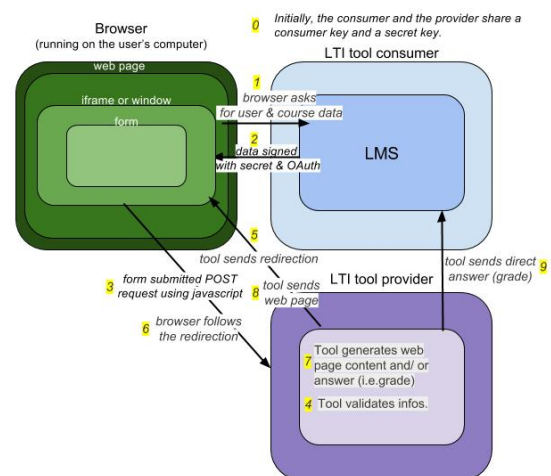 0 Initially, the consumer and the provider share a
consumer key and a secret key.
Browser
(running on the user's computer)
LTI tool consumer
web page
1
iframe or window
browser asks
for user & course data
form
2
data signed
with secret & OAuth
LMS
5
tool sends redirection
tool sends direct 9
answer (grade)
3 form submitted POST
request using javascript
8 tool sends
web page
LTI tool provider
6 browser follows
the redirection
7 Tool generates web
page content and/ or
answer (i.e.grade)
4 Tool validates infos.